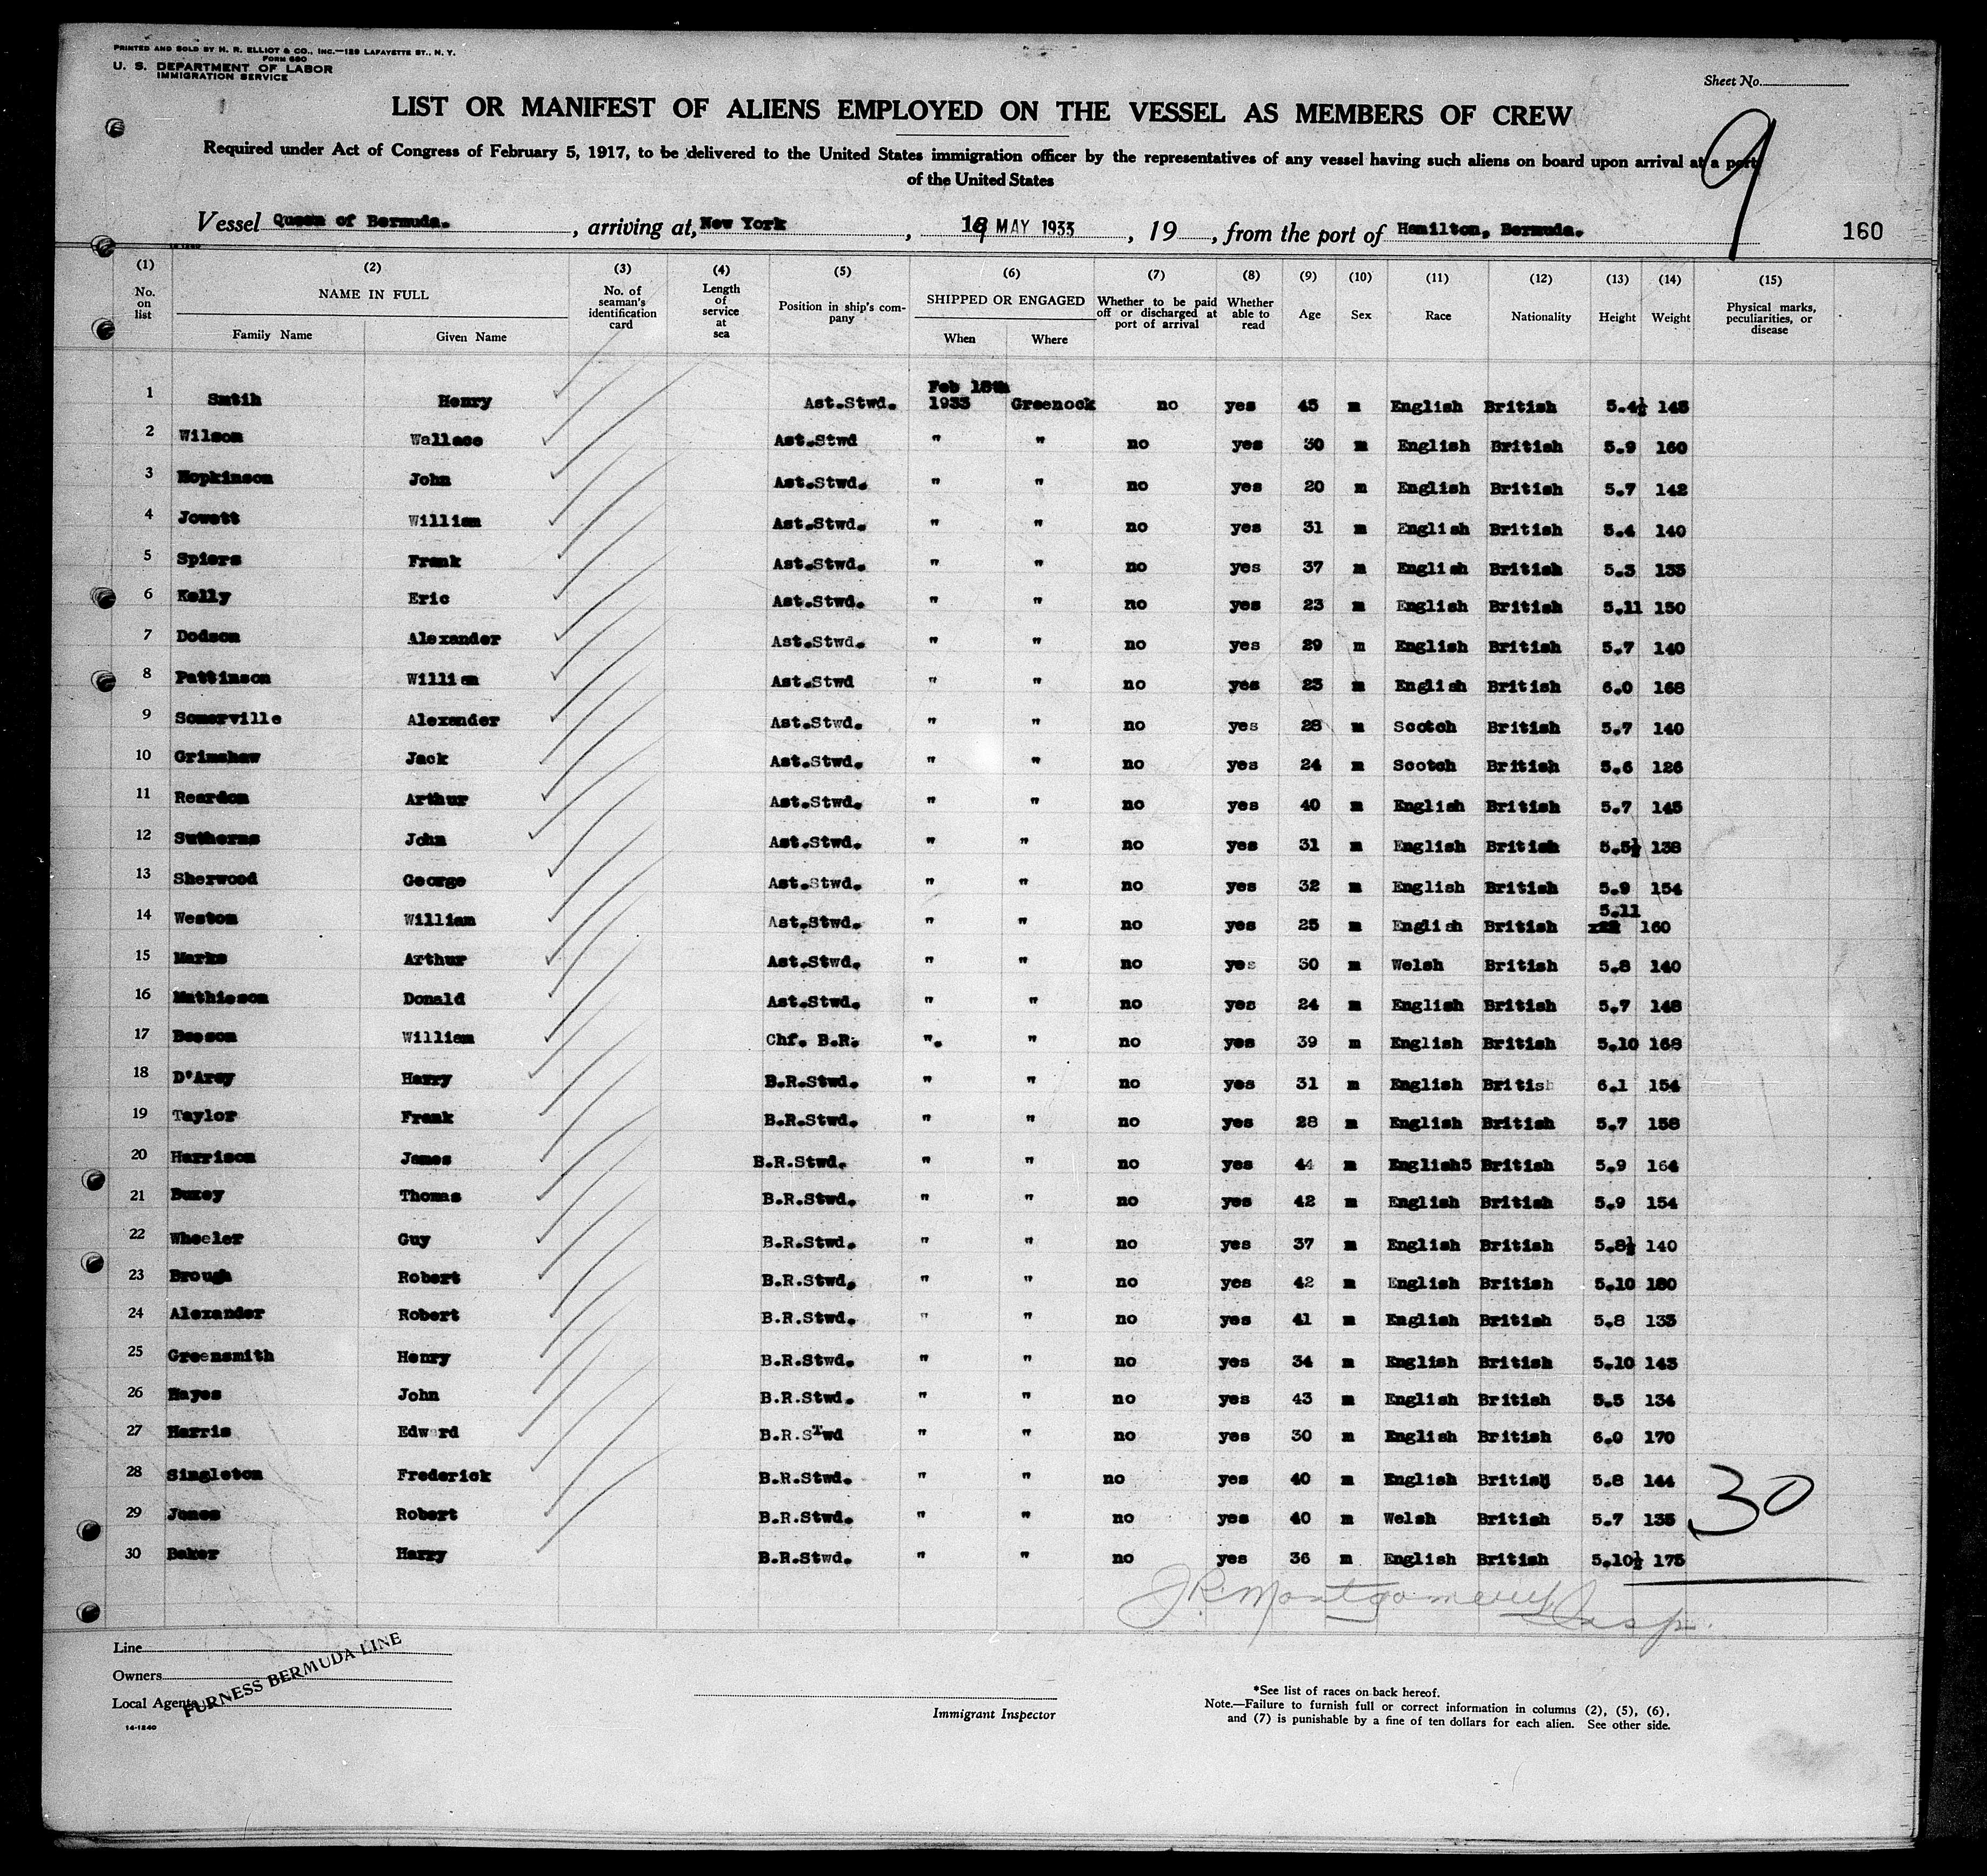 PRINTED AND SOLD BY H. R. ELLIOT & CO., INC.—129 LAFAYETTE ST., N. Y.
FORM 680
U. S. DEPARTMENT OF LABOR
IMMIGRATION SERVICE
Sheet No.
LIST OR MANIFEST OF ALIENS EMPLOYED ON THE VESSEL AS MEMBERS OF CREW
9
Required under Act of Congress of February 5, 1917, to be delivered to the United States immigration officer by the representatives of any vessel having such aliens on board upon arrival at a port
of the United States
Vessel Queen of Bermuda. , arriving at, New York , 19 MAY 1933 , 19 , from the port of Hamilton, Bermuda. 160
(1) (2) (3) (4) (5) (6) (7) (8) (9) (10) (11) (12) (13) (14) (15)
No. on list NAME IN FULL Family Name Given Name No. of seaman's identification card Length of service at sea Position in ship's company SHIPPED OR ENGAGED When Where Whether to be paid off or discharged at port of arrival Whether able to read Age Sex Race Nationality Height Weight Physical marks, peculiarities, or disease
1 Smtih Henry Ast.Stwd. Feb 18th 1933 Greenock no yes 45 m English British 5.4½ 145
2 Wilson Wallace Ast.Stwd " " no yes 30 m English British 5.9 160
3 Hopkinson John Ast.Stwd. " " no yes 20 m English British 5.7 142
4 Jowett William Ast.Stwd. " " no yes 31 m English British 5.4 140
5 Spiers Frank Ast.Stwd. " " no yes 37 m English British 5.3 133
6 Kelly Eric Ast.Stwd. " " no yes 23 m English British 5.11 150
7 Dodson Alexander Ast.Stwd. " " no yes 29 m English British 5.7 140
8 Pattinson William Ast.Stwd " " no yes 23 m English British 6.0 168
9 Somerville Alexander Ast.Stwd. " " no yes 28 m Scotch British 5.7 140
10 Grimshaw Jack Ast.Stwd. " " no yes 24 m Scotch British 5.6 126
11 Reardon Arthur Ast.Stwd. " " no yes 40 m English British 5.7 145
12 Sutherns John Ast.Stwd. " " no yes 31 m English British 5.5½ 138
13 Sherwood George Ast.Stwd. " " no yes 32 m English British 5.9 154
14 Weston William Ast.Stwd. " " no yes 25 m English British 5.11 160
15 Marks Arthur Ast.Stwd. " " no yes 30 m Welsh British 5.8 140
16 Mathieson Donald Ast.Stwd. " " no yes 24 m English British 5.7 148
17 Beeson William Chf. B.R. ". " no yes 39 m English British 5.10 168
18 D'Arcy Harry B.R.Stwd. " " no yes 31 m English British 6.1 154
19 Taylor Frank B.R.Stwd. " " no yes 28 m English British 5.7 158
20 Harrison James B.R.Stwd. " " no yes 44 m English5 British 5.9 164
21 Buxey Thomas B.R.Stwd. " " no yes 42 m English British 5.9 154
22 Wheeler Guy B.R.Stwd. " " no yes 37 m English British 5.8½ 140
23 Brough Robert B.R.Stwd. " " no yes 42 m English British 5.10 180
24 Alexander Robert B.R.Stwd. " " no yes 41 m English British 5.8 133
25 Greensmith Henry B.R.Stwd. " " no yes 34 m English British 5.10 143
26 Hayes John B.R.Stwd. " " no yes 43 m English British 5.5 134
27 Harris Edward B.R.STwd " " no yes 30 m English British 6.0 170
28 Singleton Frederick B.R.Stwd. " " no yes 40 m English British 5.8 144
29 Jones Robert B.R.Stwd. " " no yes 40 m Welsh British 5.7 135
30
30 Baker Harry B.R.Stwd. " " no yes 36 m English British 5.10½ 175
J R Montgomery Insp.
Line
Owners
Local Agents
FURNESS BERMUDA LINE
14-1240
Immigrant Inspector
*See list of races on back hereof.
Note.—Failure to furnish full or correct information in columns (2), (5), (6),
and (7) is punishable by a fine of ten dollars for each alien. See other side.